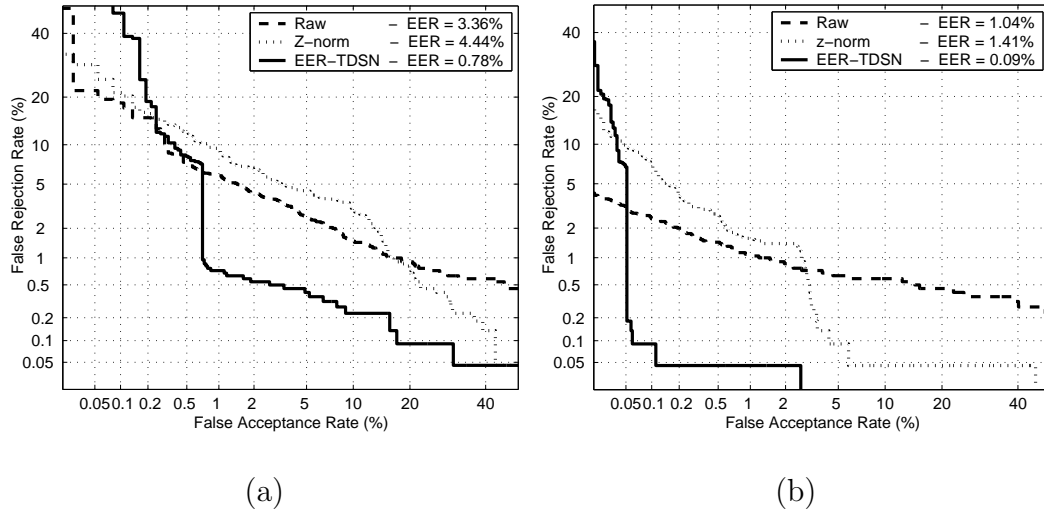 Raw – EER = 3.36%
Z-norm – EER = 4.44%
EER-TDSN – EER = 0.78%
40
20
10
5
2
1
0.5
0.2
0.1
0.05
False Rejection Rate (%)
0.05 0.1 0.2 0.5 1 2 5 10 20 40
False Acceptance Rate (%)
(a)
Raw – EER = 1.04%
z-norm – EER = 1.41%
EER-TDSN – EER = 0.09%
40
20
10
5
2
1
0.5
0.2
0.1
0.05
False Rejection Rate (%)
0.05 0.1 0.2 0.5 1 2 5 10 20 40
False Acceptance Rate (%)
(b)